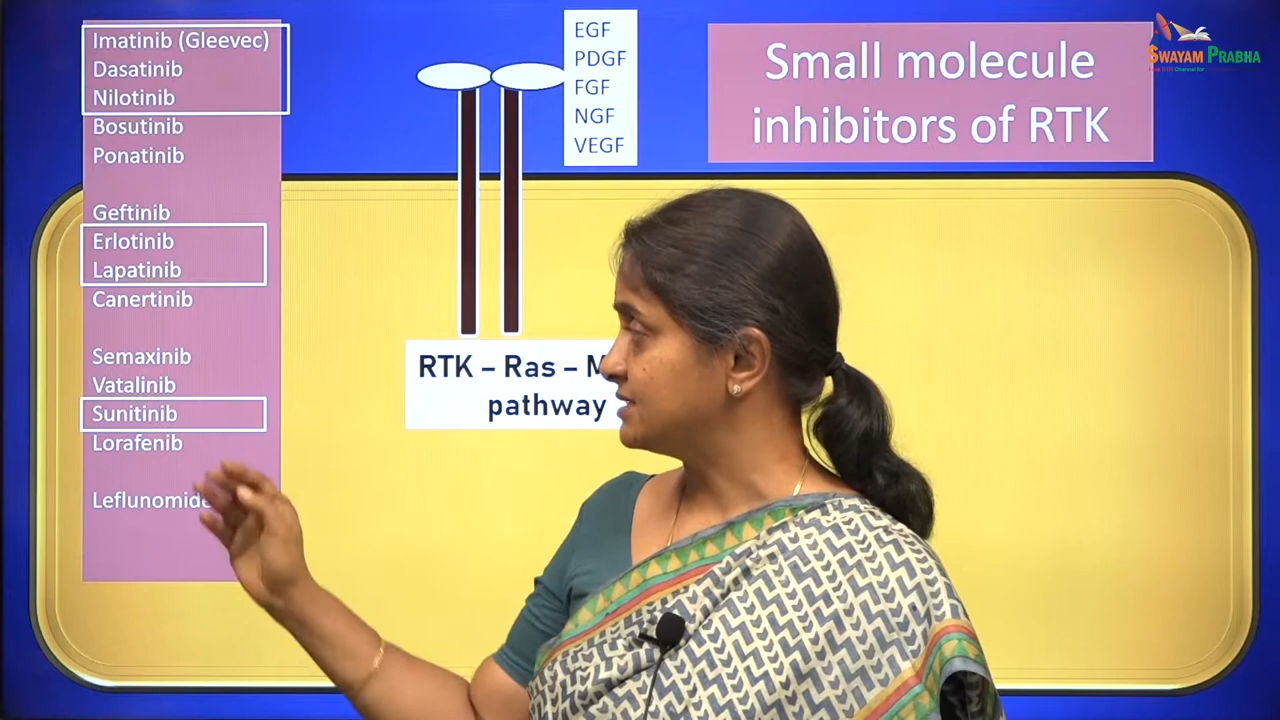 Imatinib (Gleevec)
Dasatinib
Nilotinib
Bosutinib
Ponatinib
Geftinib
Erlotinib
Lapatinib
Canertinib
Semaxinib
Vatalinib
Sunitinib
Lorafenib
Leflunomide
EGF
PDGF
FGF
NGF
VEGF
RTK – Ras – M
pathway
Small molecule
inhibitors of RTK
SWAYAM PRABHA